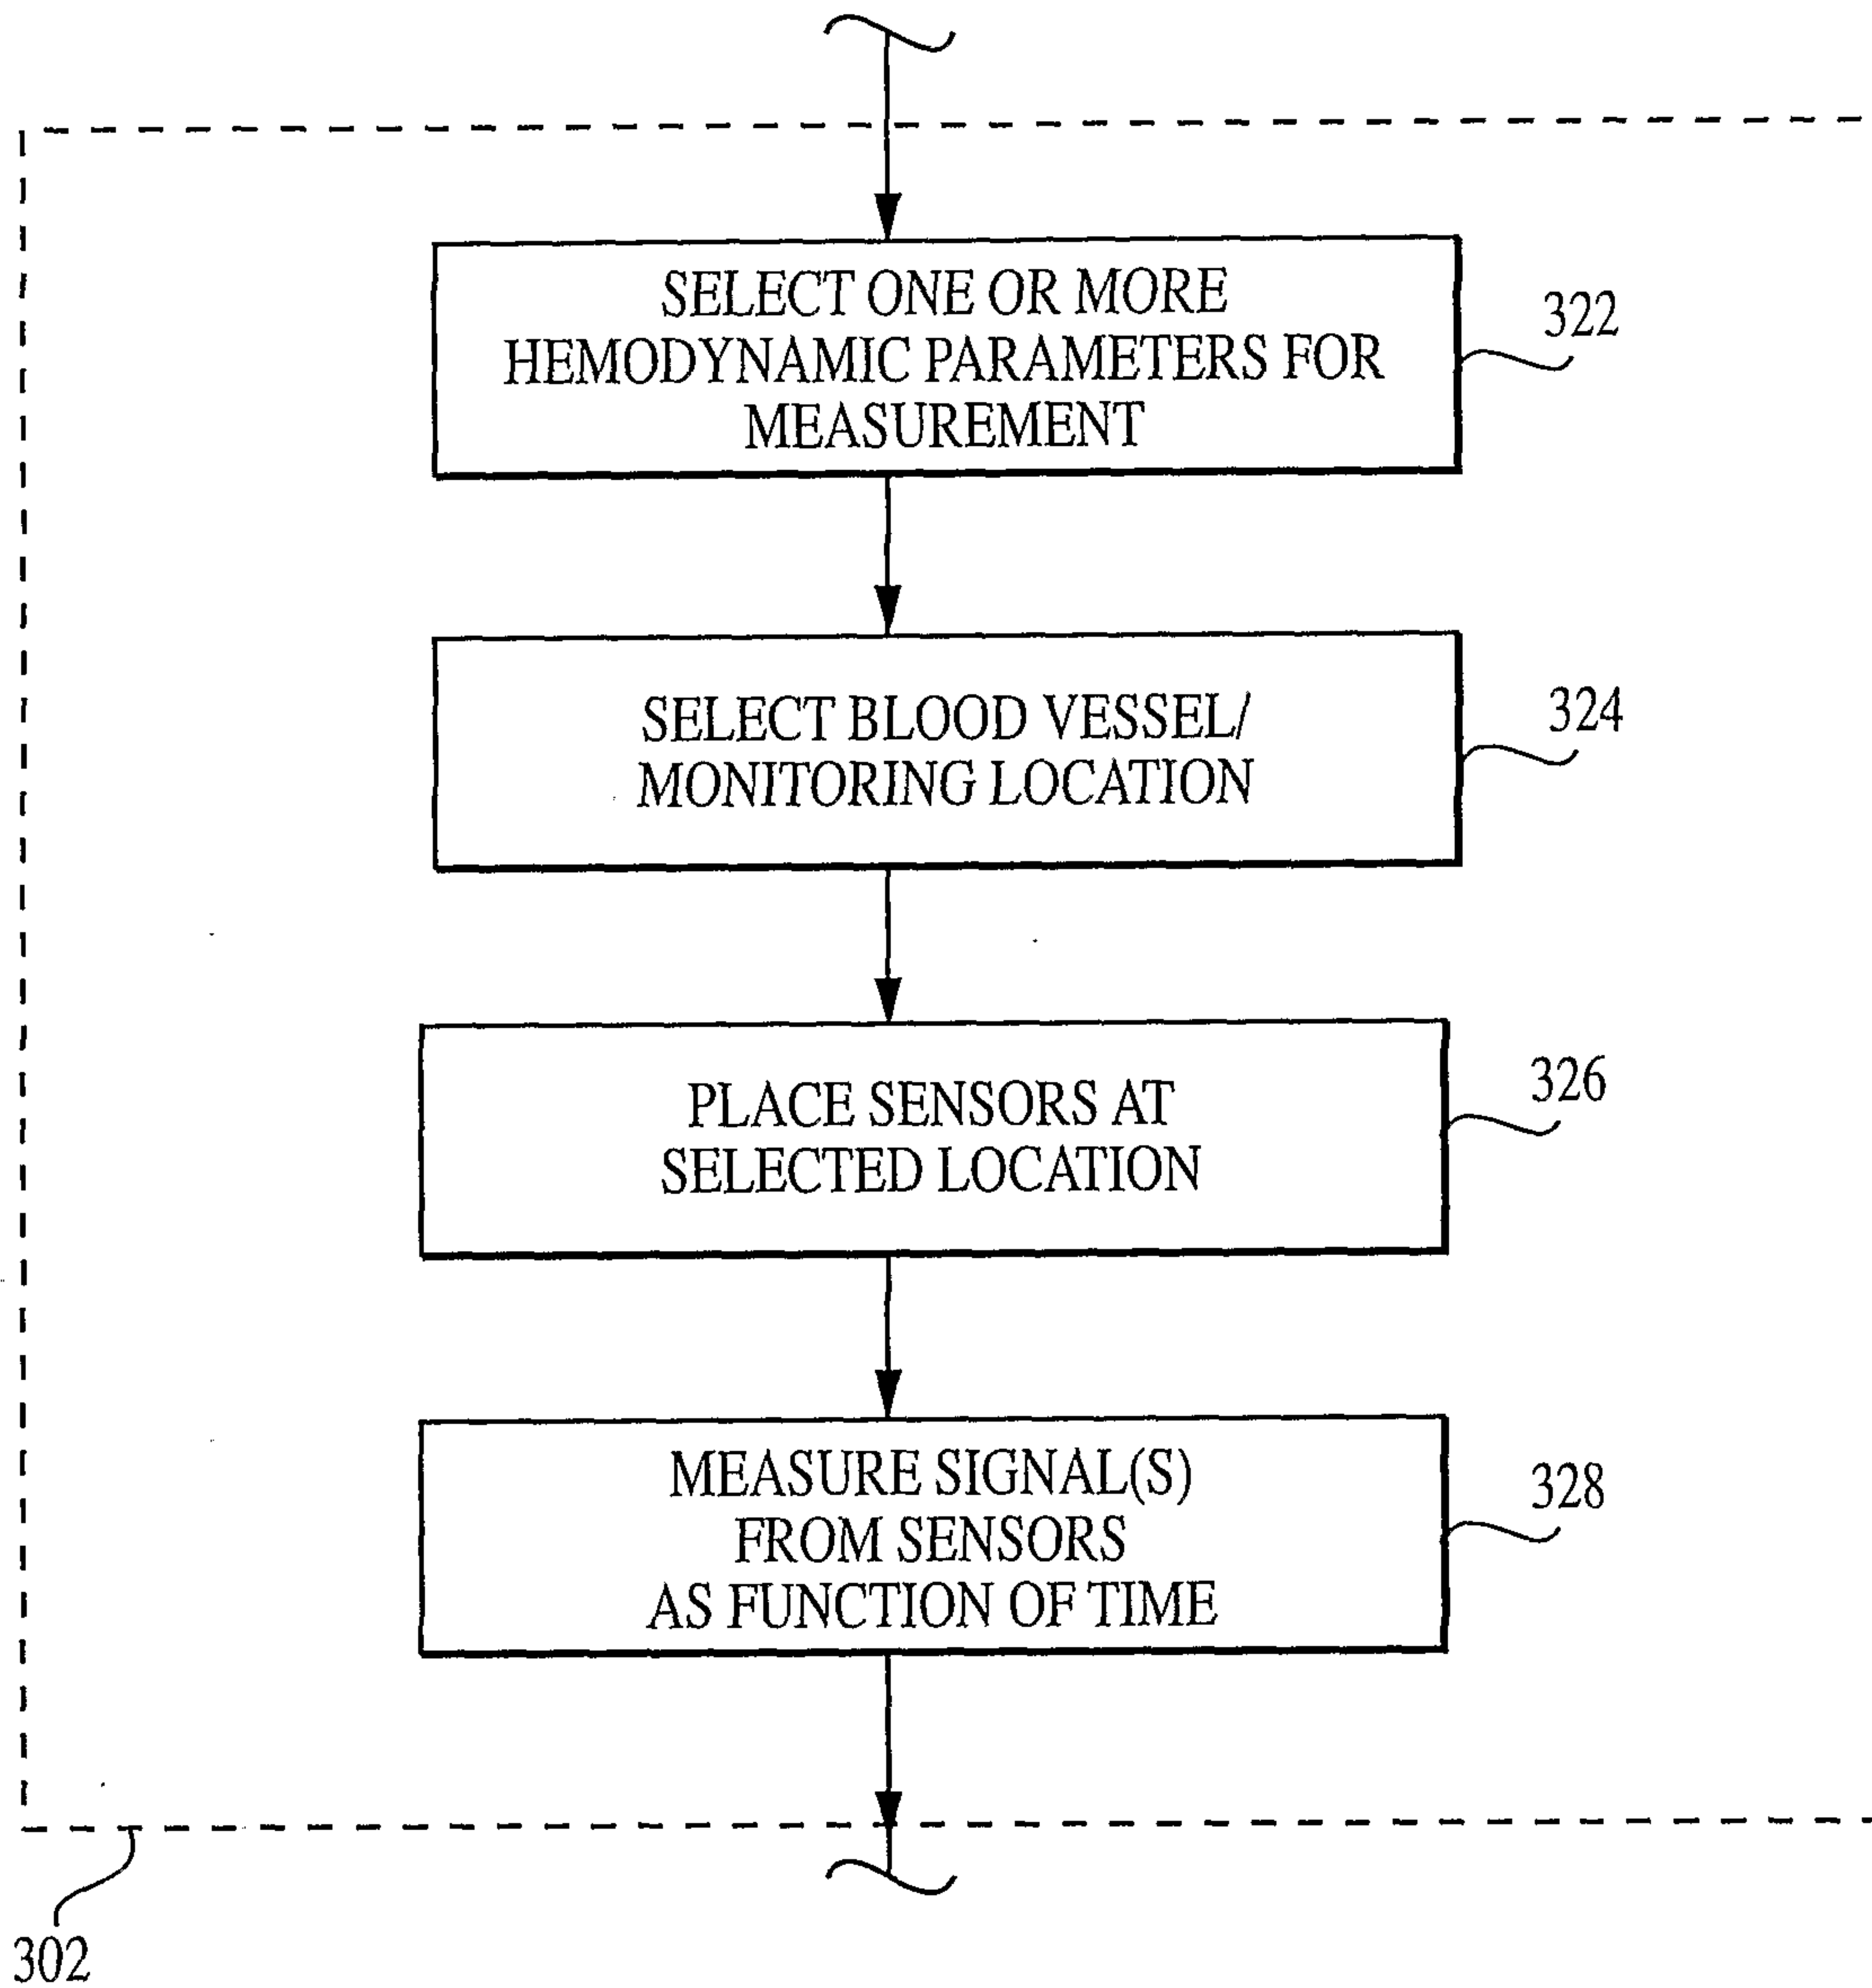 SELECT ONE OR MORE
HEMODYNAMIC PARAMETERS FOR
MEASUREMENT
322
SELECT BLOOD VESSEL/
MONITORING LOCATION
324
PLACE SENSORS AT
SELECTED LOCATION
326
MEASURE SIGNAL(S)
FROM SENSORS
AS FUNCTION OF TIME
328
302